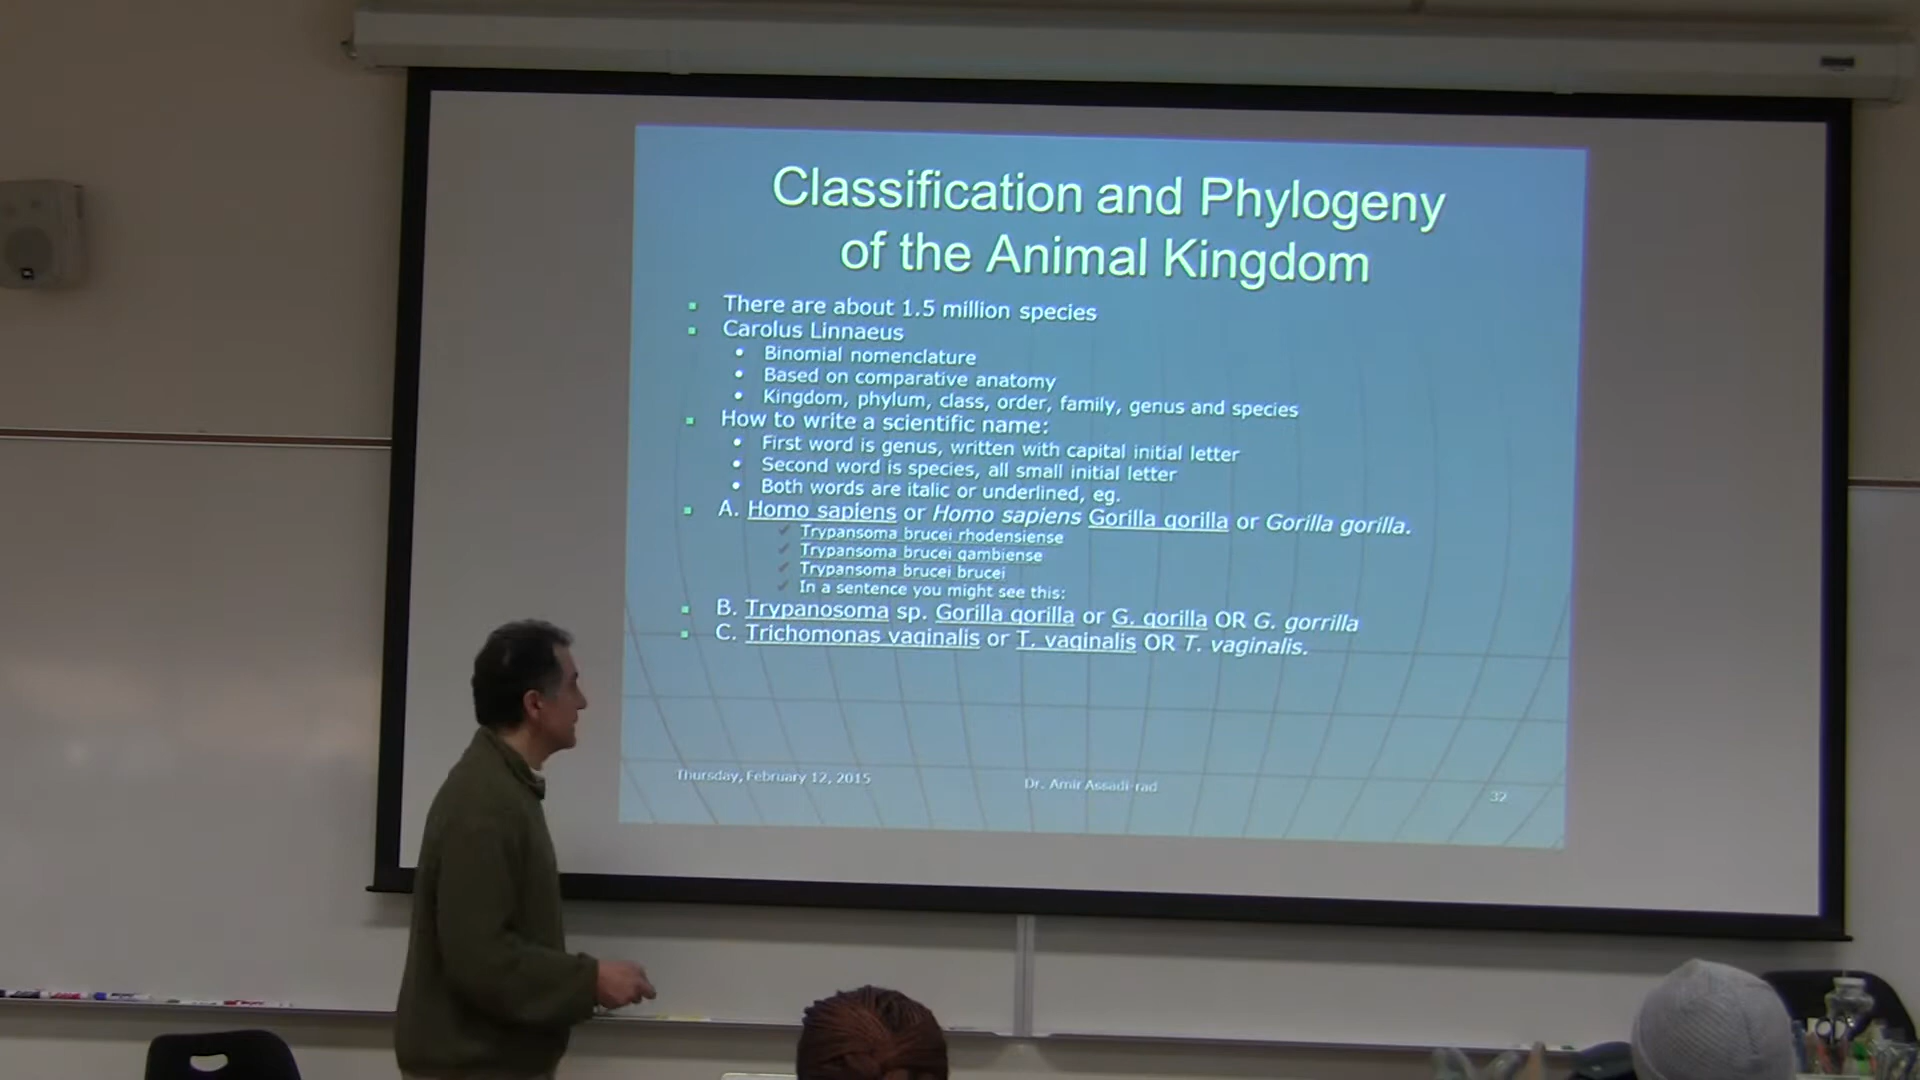 Classification and Phylogeny
of the Animal Kingdom
There are about 1.5 million species
Carolus Linnaeus
Binomial nomenclature
Based on comparative anatomy
Kingdom, phylum, class, order, family, genus and species
How to write a scientific name:
First word is genus, written with capital initial letter
Second word is species, all small initial letter
Both words are italic or underlined, eg.
A. Homo sapiens or Homo sapiens Gorilla gorilla or Gorilla gorilla.
Trypansoma brucei rhodensiense
Trypansoma brucei gambiense
Trypansoma brucei brucei
In a sentence you might see this:
B. Trypanosoma sp. Gorilla gorilla or G. gorilla OR G. gorrilla
C. Trichomonas vaginalis or T. vaginalis OR T. vaginalis.
Thursday, February 12, 2015
Dr. Amir Assadi-rad
32